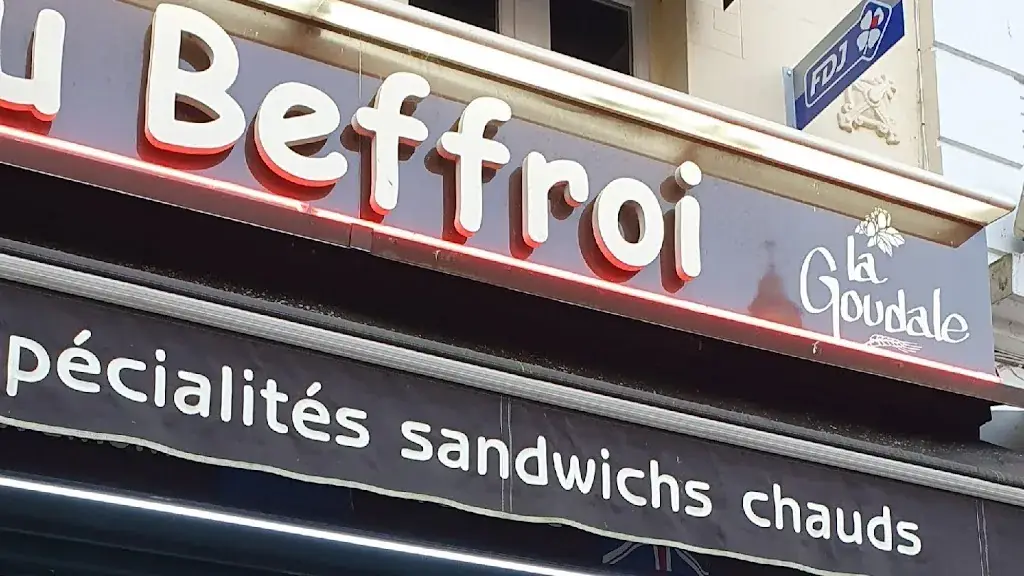 u Beffroi
FDJ
la
Goudale
pécialités sandwichs chauds